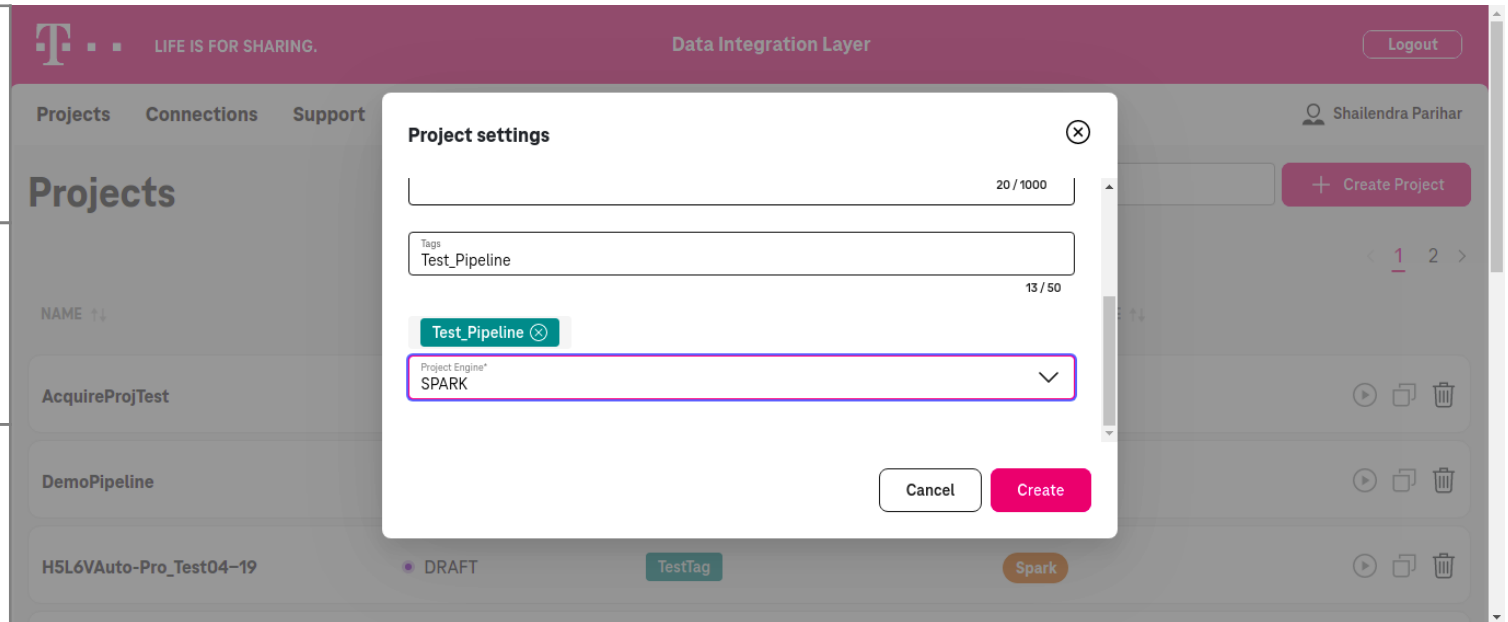 T
LIFE IS FOR SHARING.
Data Integration Layer
Logout
Projects
Connections
Support
Shailendra Parihar
Project settings
Projects
20 / 1000
+ Create Project
Tags
Test_Pipeline
13 / 50
1 2
NAME
Test_Pipeline
Project Engine*
SPARK
AcquireProjTest
DemoPipeline
Cancel
Create
H5L6VAuto-Pro_Test04-19
DRAFT
TestTag
Spark